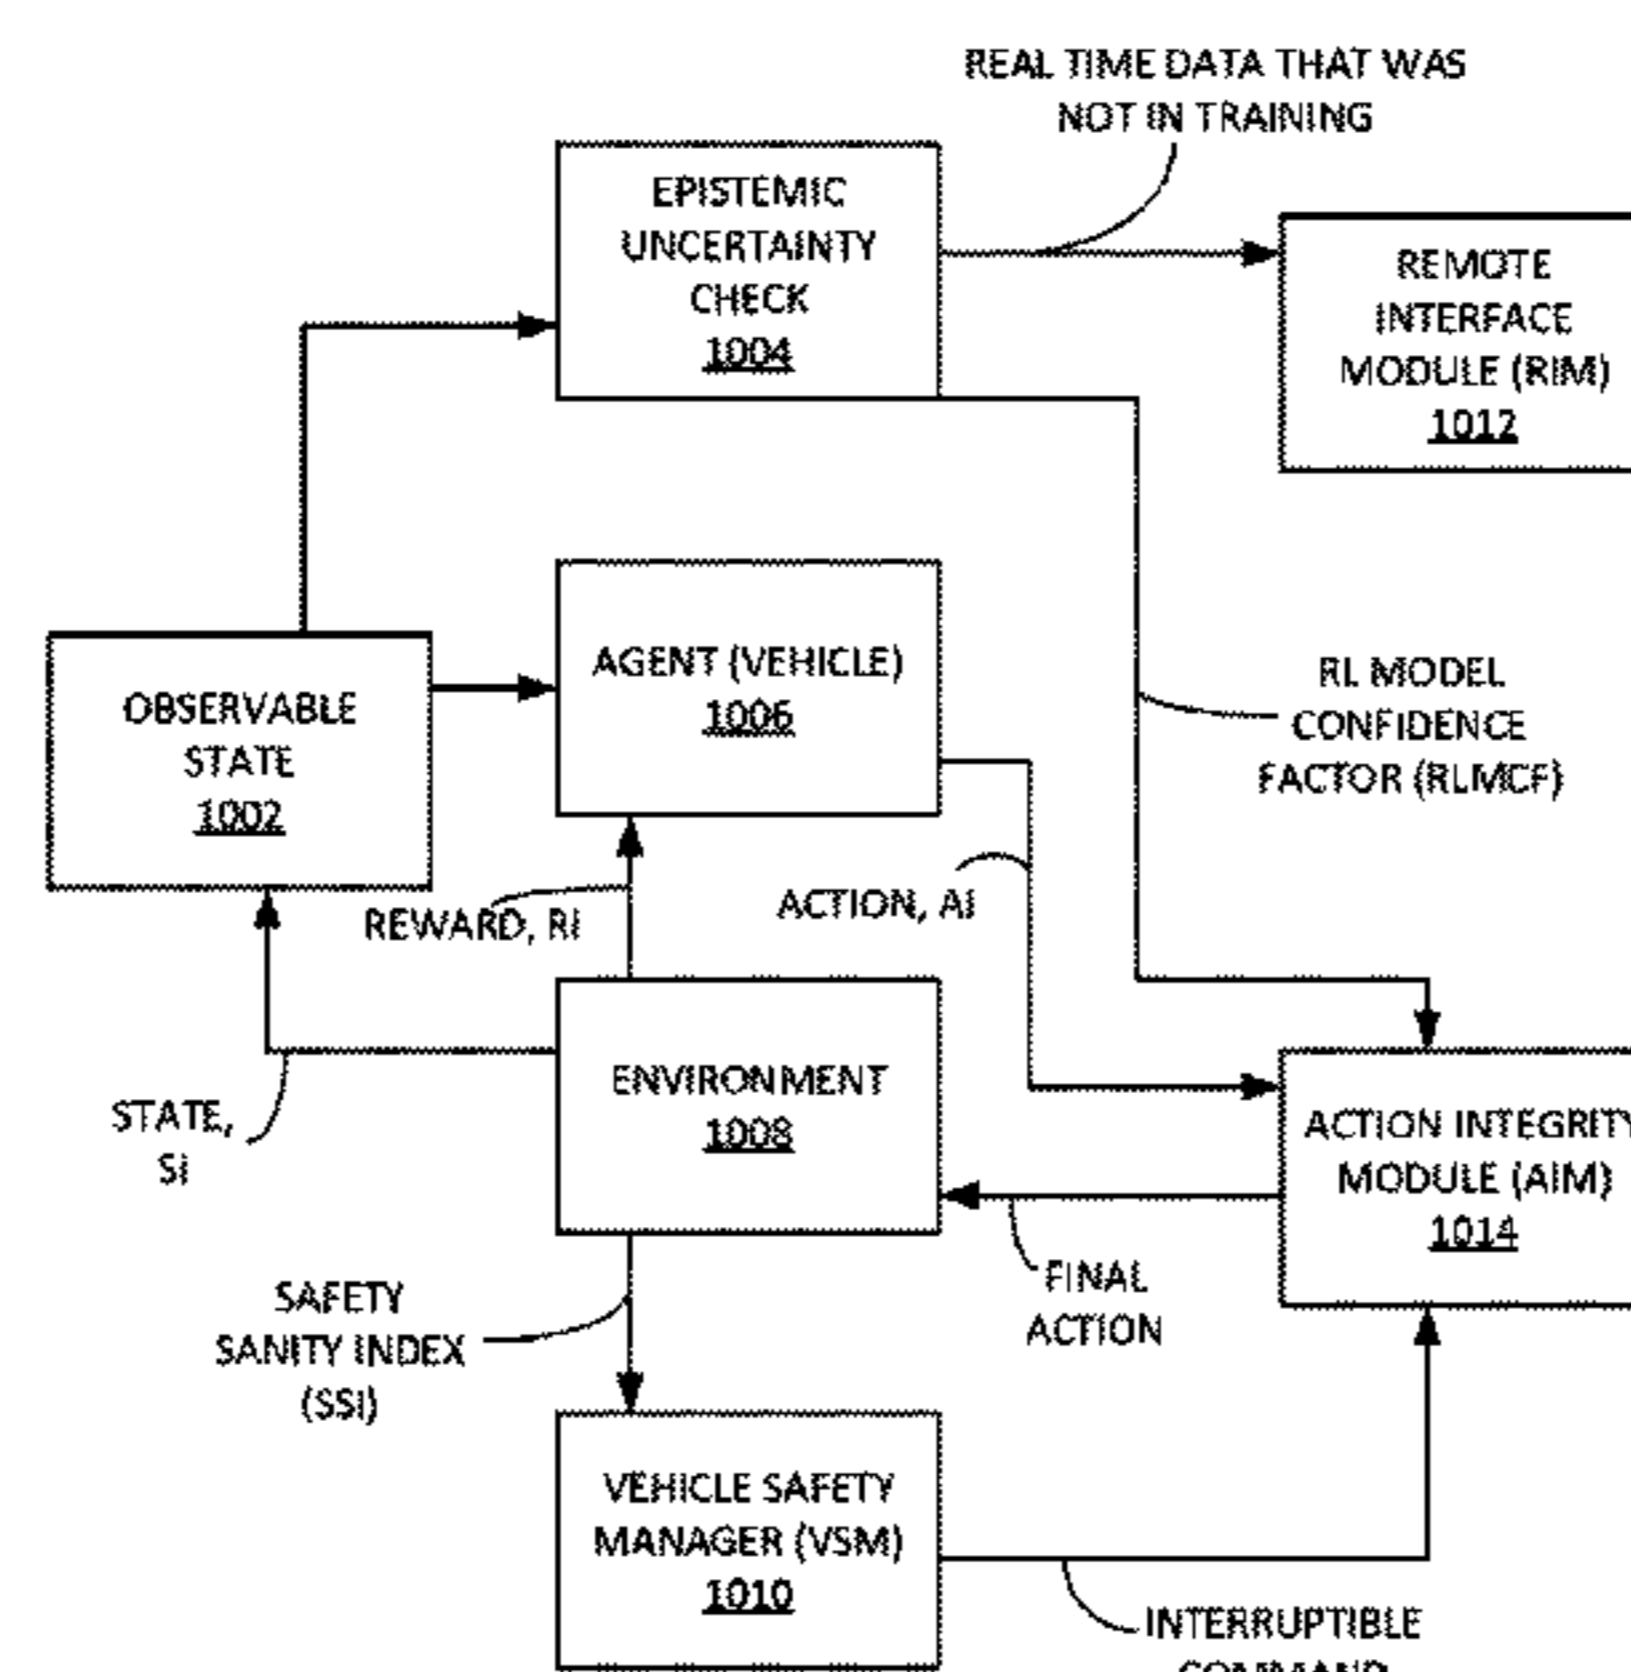 REAL TIME DATA THAT WAS
NOT IN TRAINING
EPISTEMIC
UNCERTAINTY
CHECK
1004
REMOTE
INTERFACE
MODULE (RIM)
1012
AGENT (VEHICLE)
1006
OBSERVABLE
STATE
1002
RL MODEL
CONFIDENCE
FACTOR (RLMCF)
REWARD, RI
ACTION, AI
ENVIRONMENT
1008
STATE,
SI
ACTION INTEGRITY
MODULE (AIM)
1014
FINAL
ACTION
SAFETY
SANITY INDEX
(SSI)
VEHICLE SAFETY
MANAGER (VSM)
1010
INTERRUPTIBLE
COMMAND